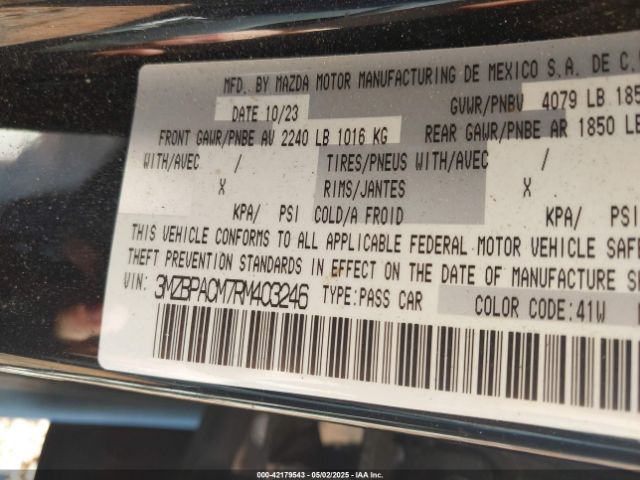 MFD. BY MAZDA MOTOR MANUFACTURING DE MEXICO S.A. DE C.
DATE 10/23 GVWR/PNBV 4079 LB 185
FRONT GAWR/PNBE AV 2240 LB 1016 KG REAR GAWR/PNBE AR 1850 LB
WITH/AVEC / TIRES/PNEUS WITH/AVEC /
X RIMS/JANTES X
KPA/ PSI COLD/A FROID KPA/ PSI
THIS VEHICLE CONFORMS TO ALL APPLICABLE FEDERAL MOTOR VEHICLE SAFE
THEFT PREVENTION STANDARDS IN EFFECT ON THE DATE OF MANUFACTURE S
VIN: 3MZBPACM7RM403246 TYPE:PASS CAR COLOR CODE:41W
000-42179543 - 05/02/2025 - IAA Inc.